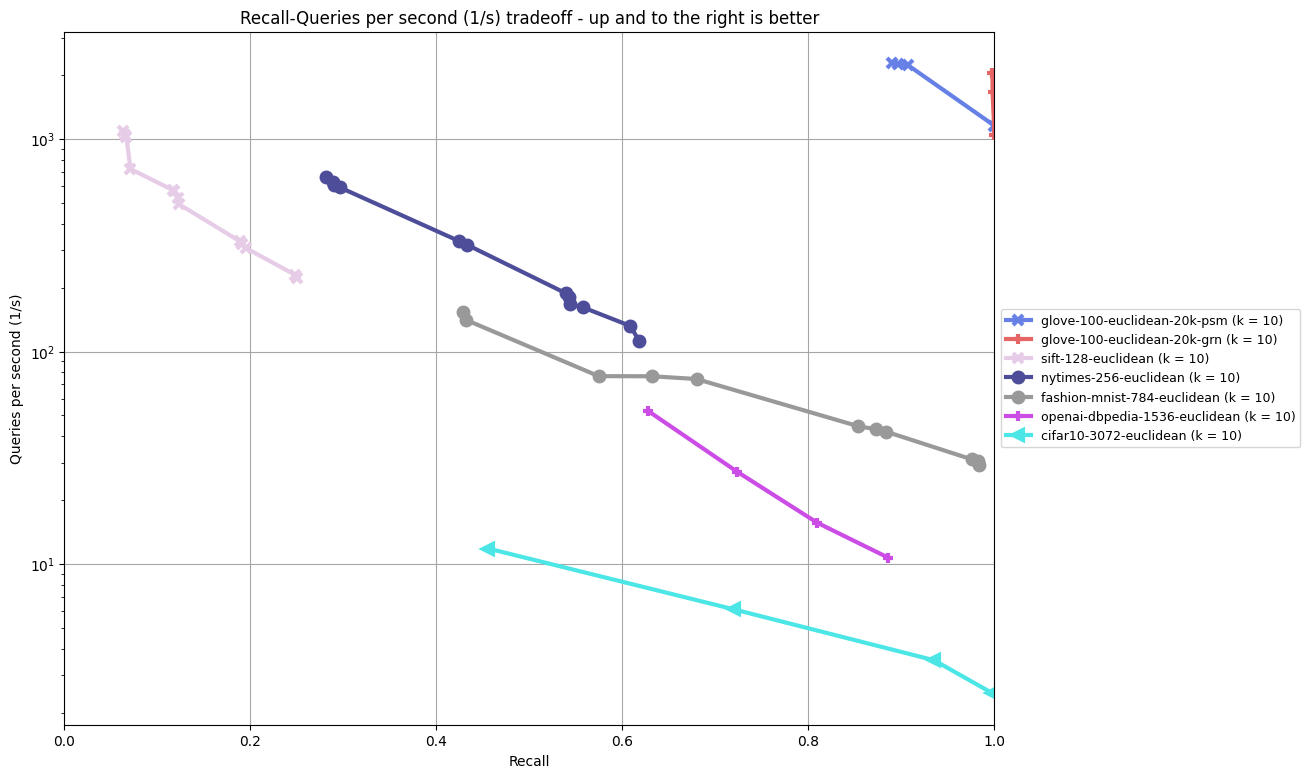 Recall-Queries per second (1/s) tradeoff - up and to the right is better
Queries per second (1/s)
10³
10²
10¹
0.0 0.2 0.4 0.6 0.8 1.0
Recall
glove-100-euclidean-20k-psm (k = 10)
glove-100-euclidean-20k-grn (k = 10)
sift-128-euclidean (k = 10)
nytimes-256-euclidean (k = 10)
fashion-mnist-784-euclidean (k = 10)
openai-dbpedia-1536-euclidean (k = 10)
cifar10-3072-euclidean (k = 10)